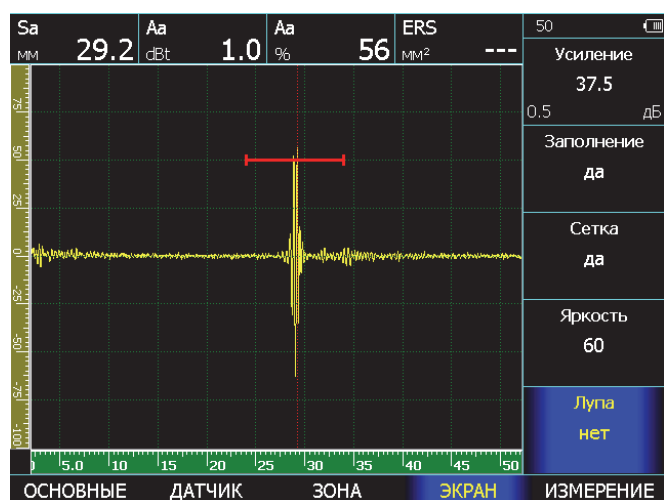 Sa Aa Aa ERS 50
мм 29.2 dBt 1.0 % 56 мм² ---
Усиление
37.5
0.5 дБ
Заполнение
да
Сетка
да
Яркость
60
Лупа
нет
75
50
25
0
-25
-50
-75
-100
5.0 10 15 20 25 30 35 40 45 50
ОСНОВНЫЕ ДАТЧИК ЗОНА ЭКРАН ИЗМЕРЕНИЕ